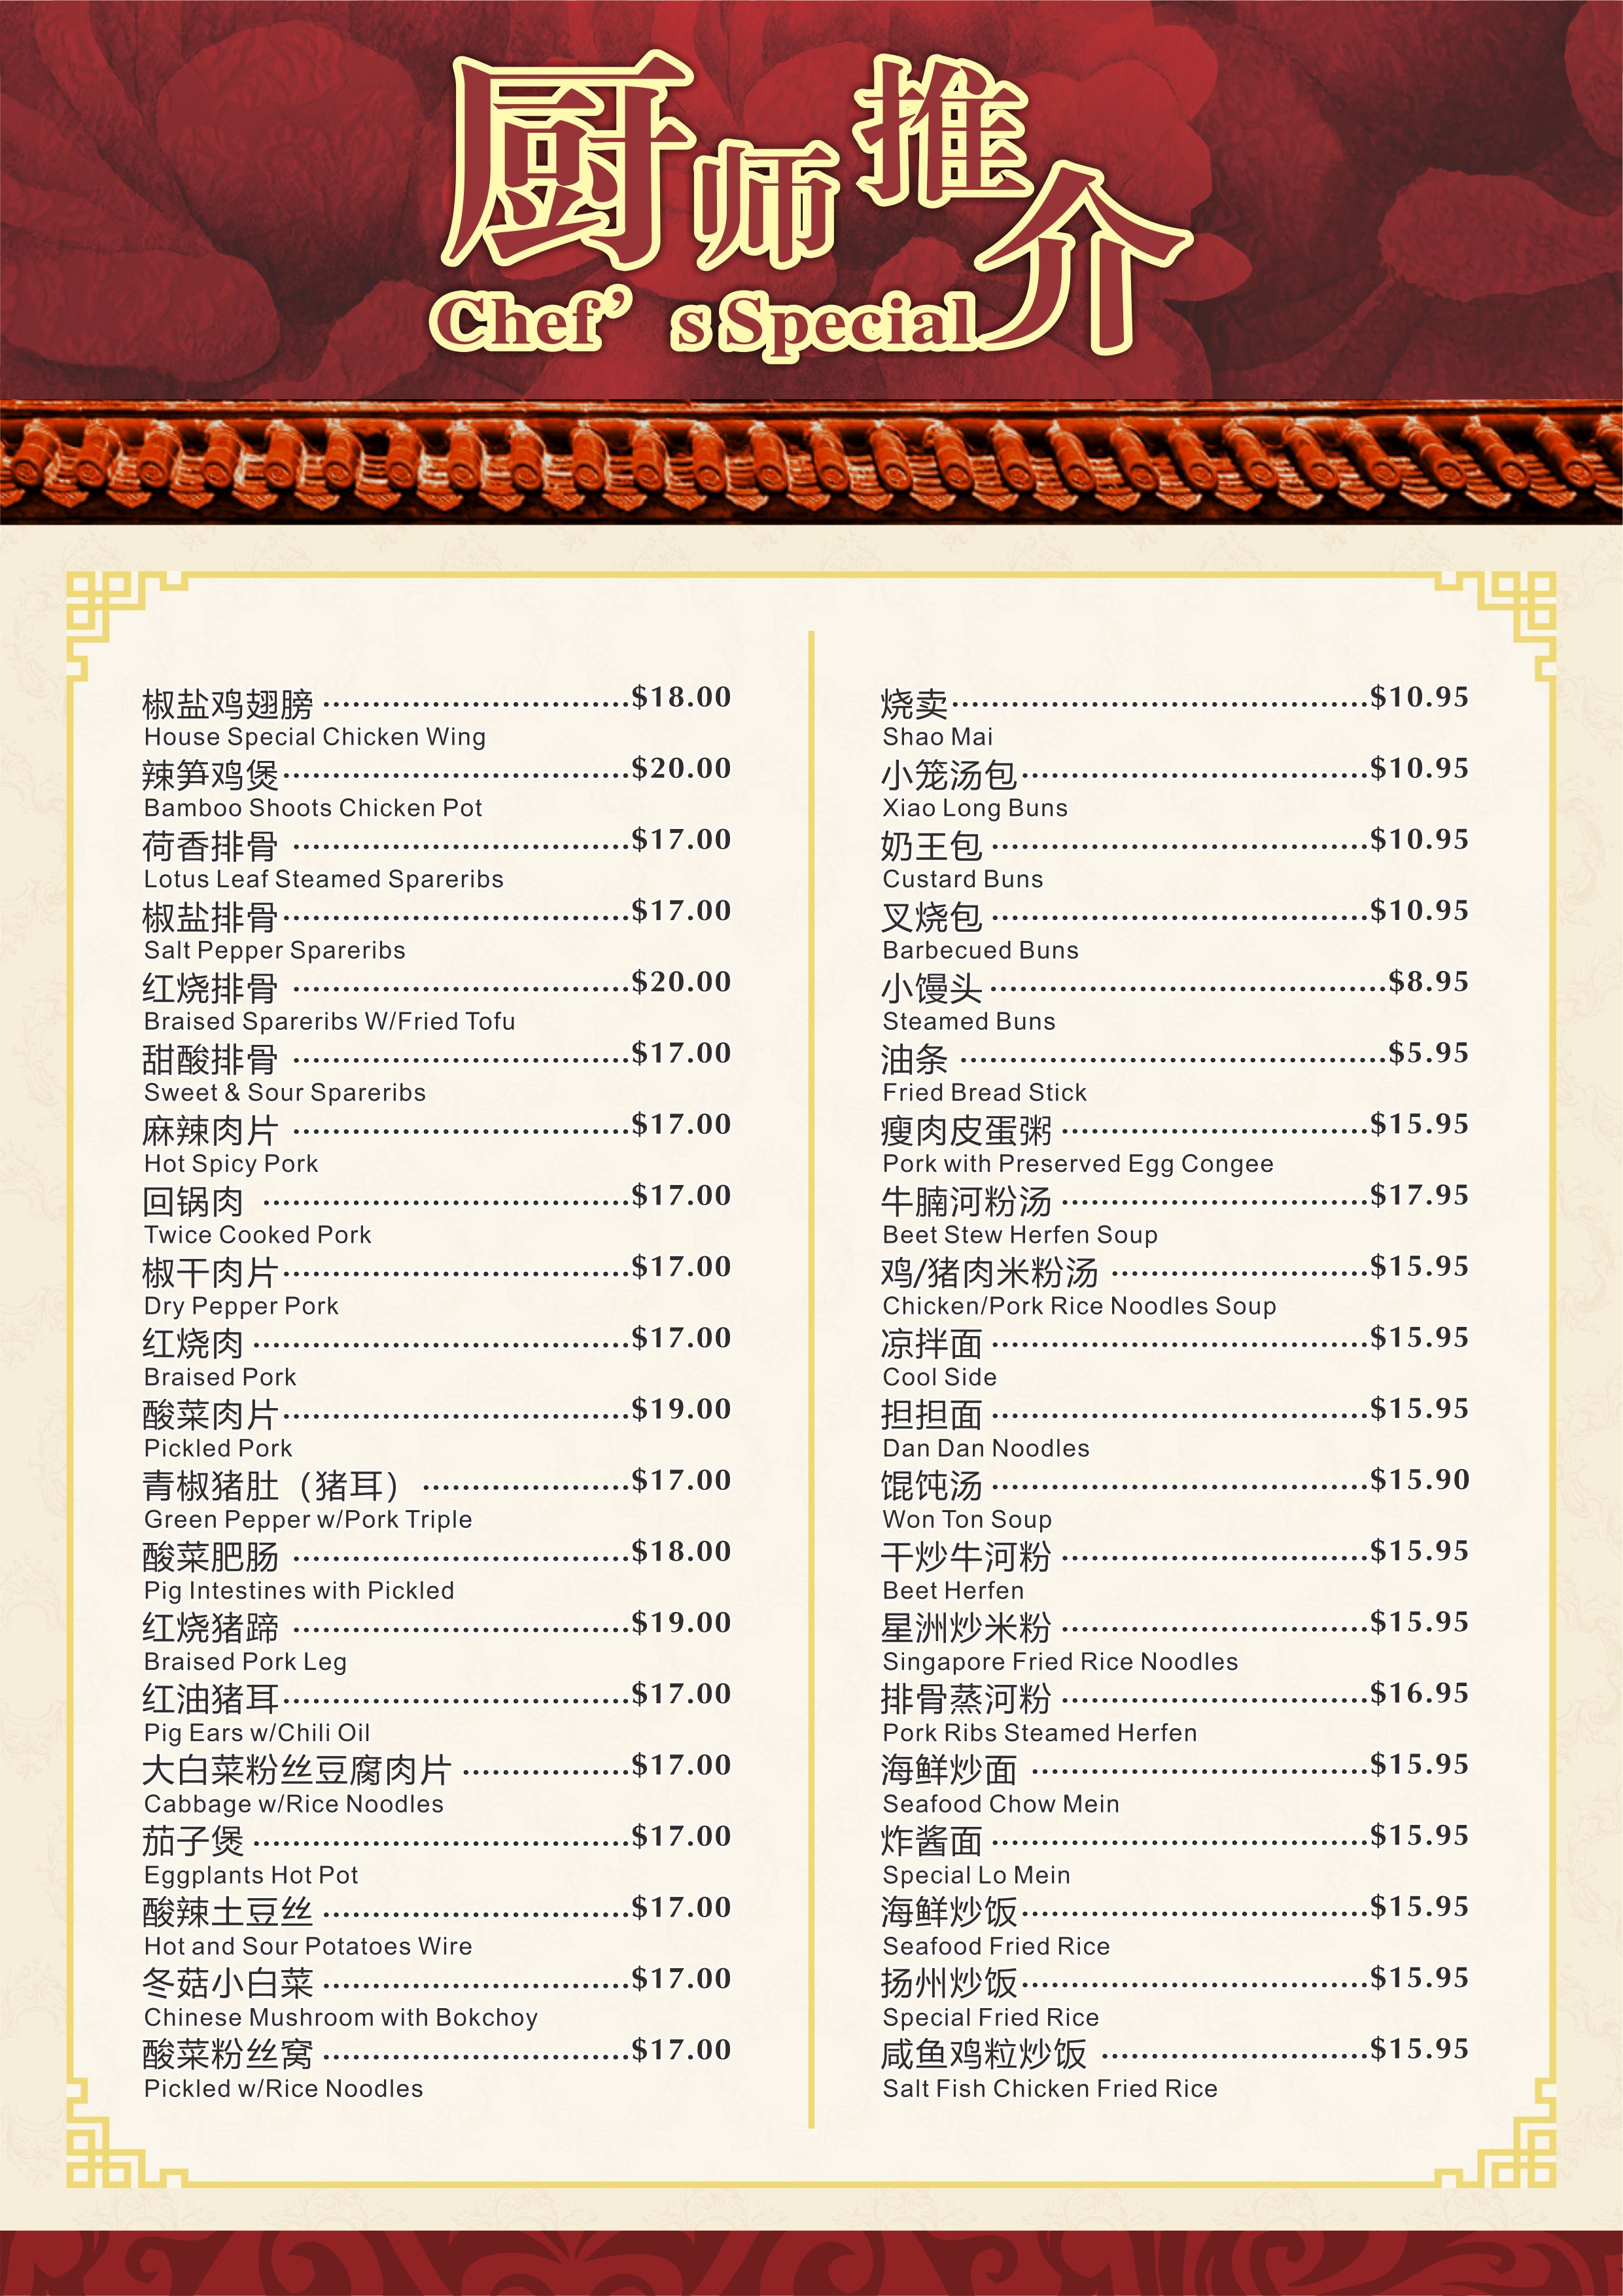 厨师推介
Chef’s Special
椒盐鸡翅膀 ·······························$18.00
House Special Chicken Wing
辣笋鸡煲···································$20.00
Bamboo Shoots Chicken Pot
荷香排骨 ··································$17.00
Lotus Leaf Steamed Spareribs
椒盐排骨···································$17.00
Salt Pepper Spareribs
红烧排骨 ··································$20.00
Braised Spareribs W/Fried Tofu
甜酸排骨 ··································$17.00
Sweet & Sour Spareribs
麻辣肉片 ··································$17.00
Hot Spicy Pork
回锅肉 ·····································$17.00
Twice Cooked Pork
椒干肉片···································$17.00
Dry Pepper Pork
红烧肉 ······································$17.00
Braised Pork
酸菜肉片···································$19.00
Pickled Pork
青椒猪肚（猪耳） ·····················$17.00
Green Pepper w/Pork Triple
酸菜肥肠 ··································$18.00
Pig Intestines with Pickled
红烧猪蹄 ··································$19.00
Braised Pork Leg
红油猪耳···································$17.00
Pig Ears w/Chili Oil
大白菜粉丝豆腐肉片 ·················$17.00
Cabbage w/Rice Noodles
茄子煲 ······································$17.00
Eggplants Hot Pot
酸辣土豆丝 ·······························$17.00
Hot and Sour Potatoes Wire
冬菇小白菜 ·······························$17.00
Chinese Mushroom with Bokchoy
酸菜粉丝窝 ·······························$17.00
Pickled w/Rice Noodles
烧卖··········································$10.95
Shao Mai
小笼汤包···································$10.95
Xiao Long Buns
奶王包 ······································$10.95
Custard Buns
叉烧包 ······································$10.95
Barbecued Buns
小馒头 ········································$8.95
Steamed Buns
油条 ···········································$5.95
Fried Bread Stick
瘦肉皮蛋粥 ·······························$15.95
Pork with Preserved Egg Congee
牛腩河粉汤 ·······························$17.95
Beet Stew Herfen Soup
鸡/猪肉米粉汤 ··························$15.95
Chicken/Pork Rice Noodles Soup
凉拌面 ······································$15.95
Cool Side
担担面 ······································$15.95
Dan Dan Noodles
馄饨汤 ······································$15.90
Won Ton Soup
干炒牛河粉 ·······························$15.95
Beet Herfen
星洲炒米粉 ·······························$15.95
Singapore Fried Rice Noodles
排骨蒸河粉 ·······························$16.95
Pork Ribs Steamed Herfen
海鲜炒面 ··································$15.95
Seafood Chow Mein
炸酱面 ······································$15.95
Special Lo Mein
海鲜炒饭···································$15.95
Seafood Fried Rice
扬州炒饭···································$15.95
Special Fried Rice
咸鱼鸡粒炒饭 ···························$15.95
Salt Fish Chicken Fried Rice